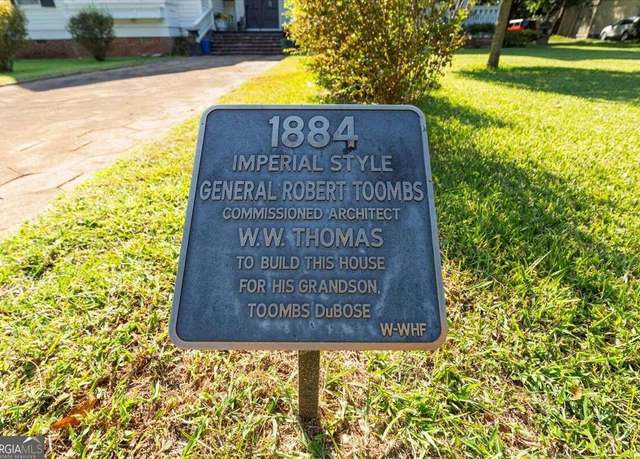 1884
IMPERIAL STYLE
GENERAL ROBERT TOOMBS
COMMISSIONED ARCHITECT
W.W. THOMAS
TO BUILD THIS HOUSE
FOR HIS GRANDSON,
TOOMBS DuBOSE
W-WHF
GIAMLS